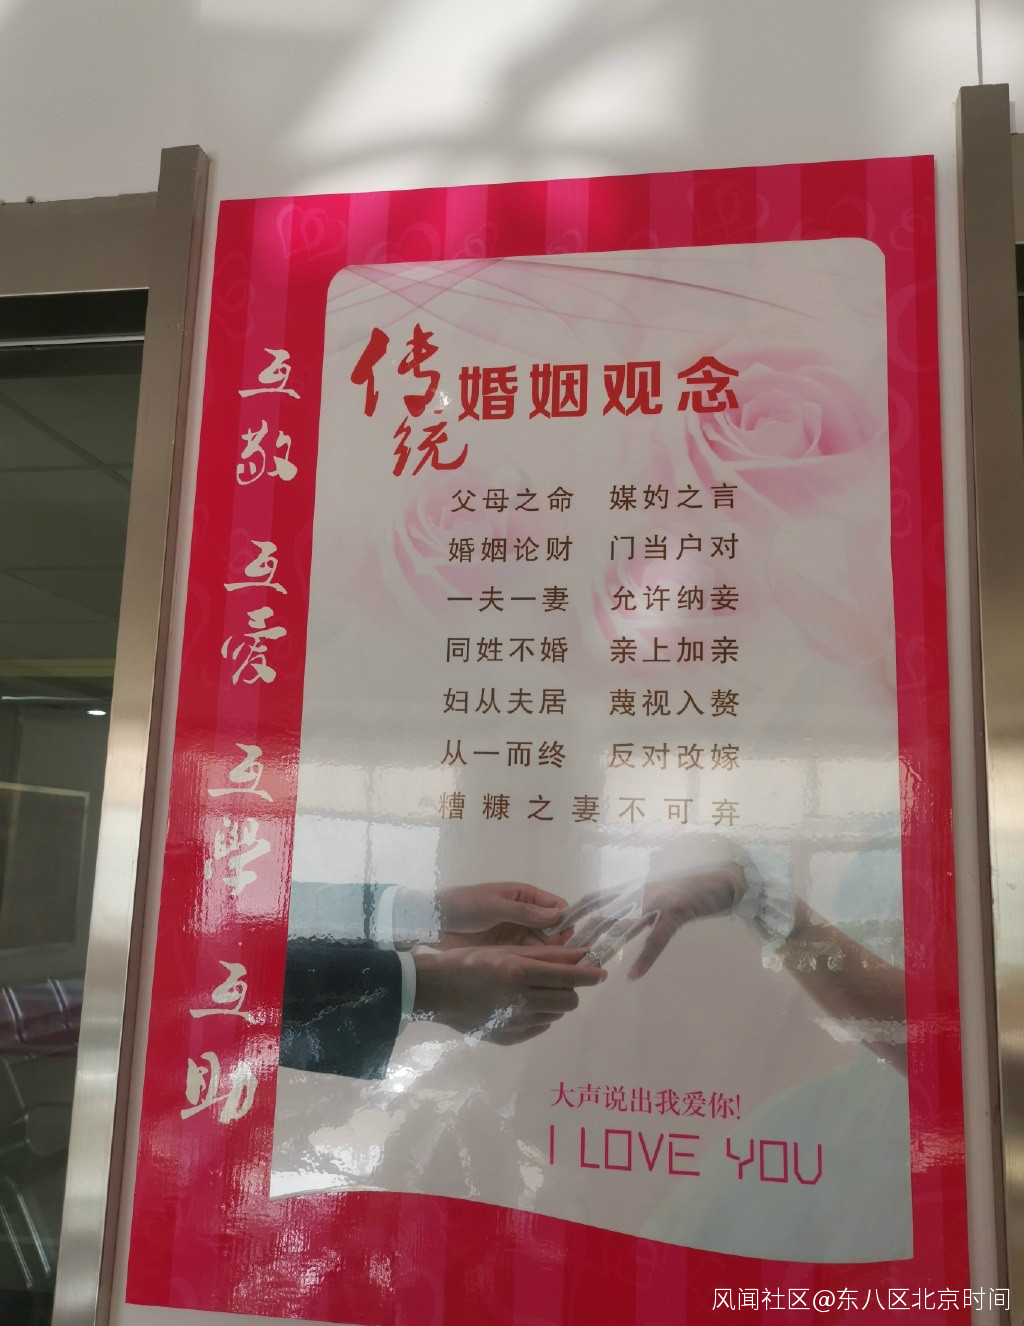 互敬
互爱
互學
互助
传统婚姻观念
父母之命 媒妁之言
婚姻论财 门当户对
一夫一妻 允许纳妾
同姓不婚 亲上加亲
妇从夫居 蔑视入赘
从一而终 反对改嫁
糟糠之妻不可弃
大声说出我爱你!
I LOVE YOU
风闻社区@东八区北京时间